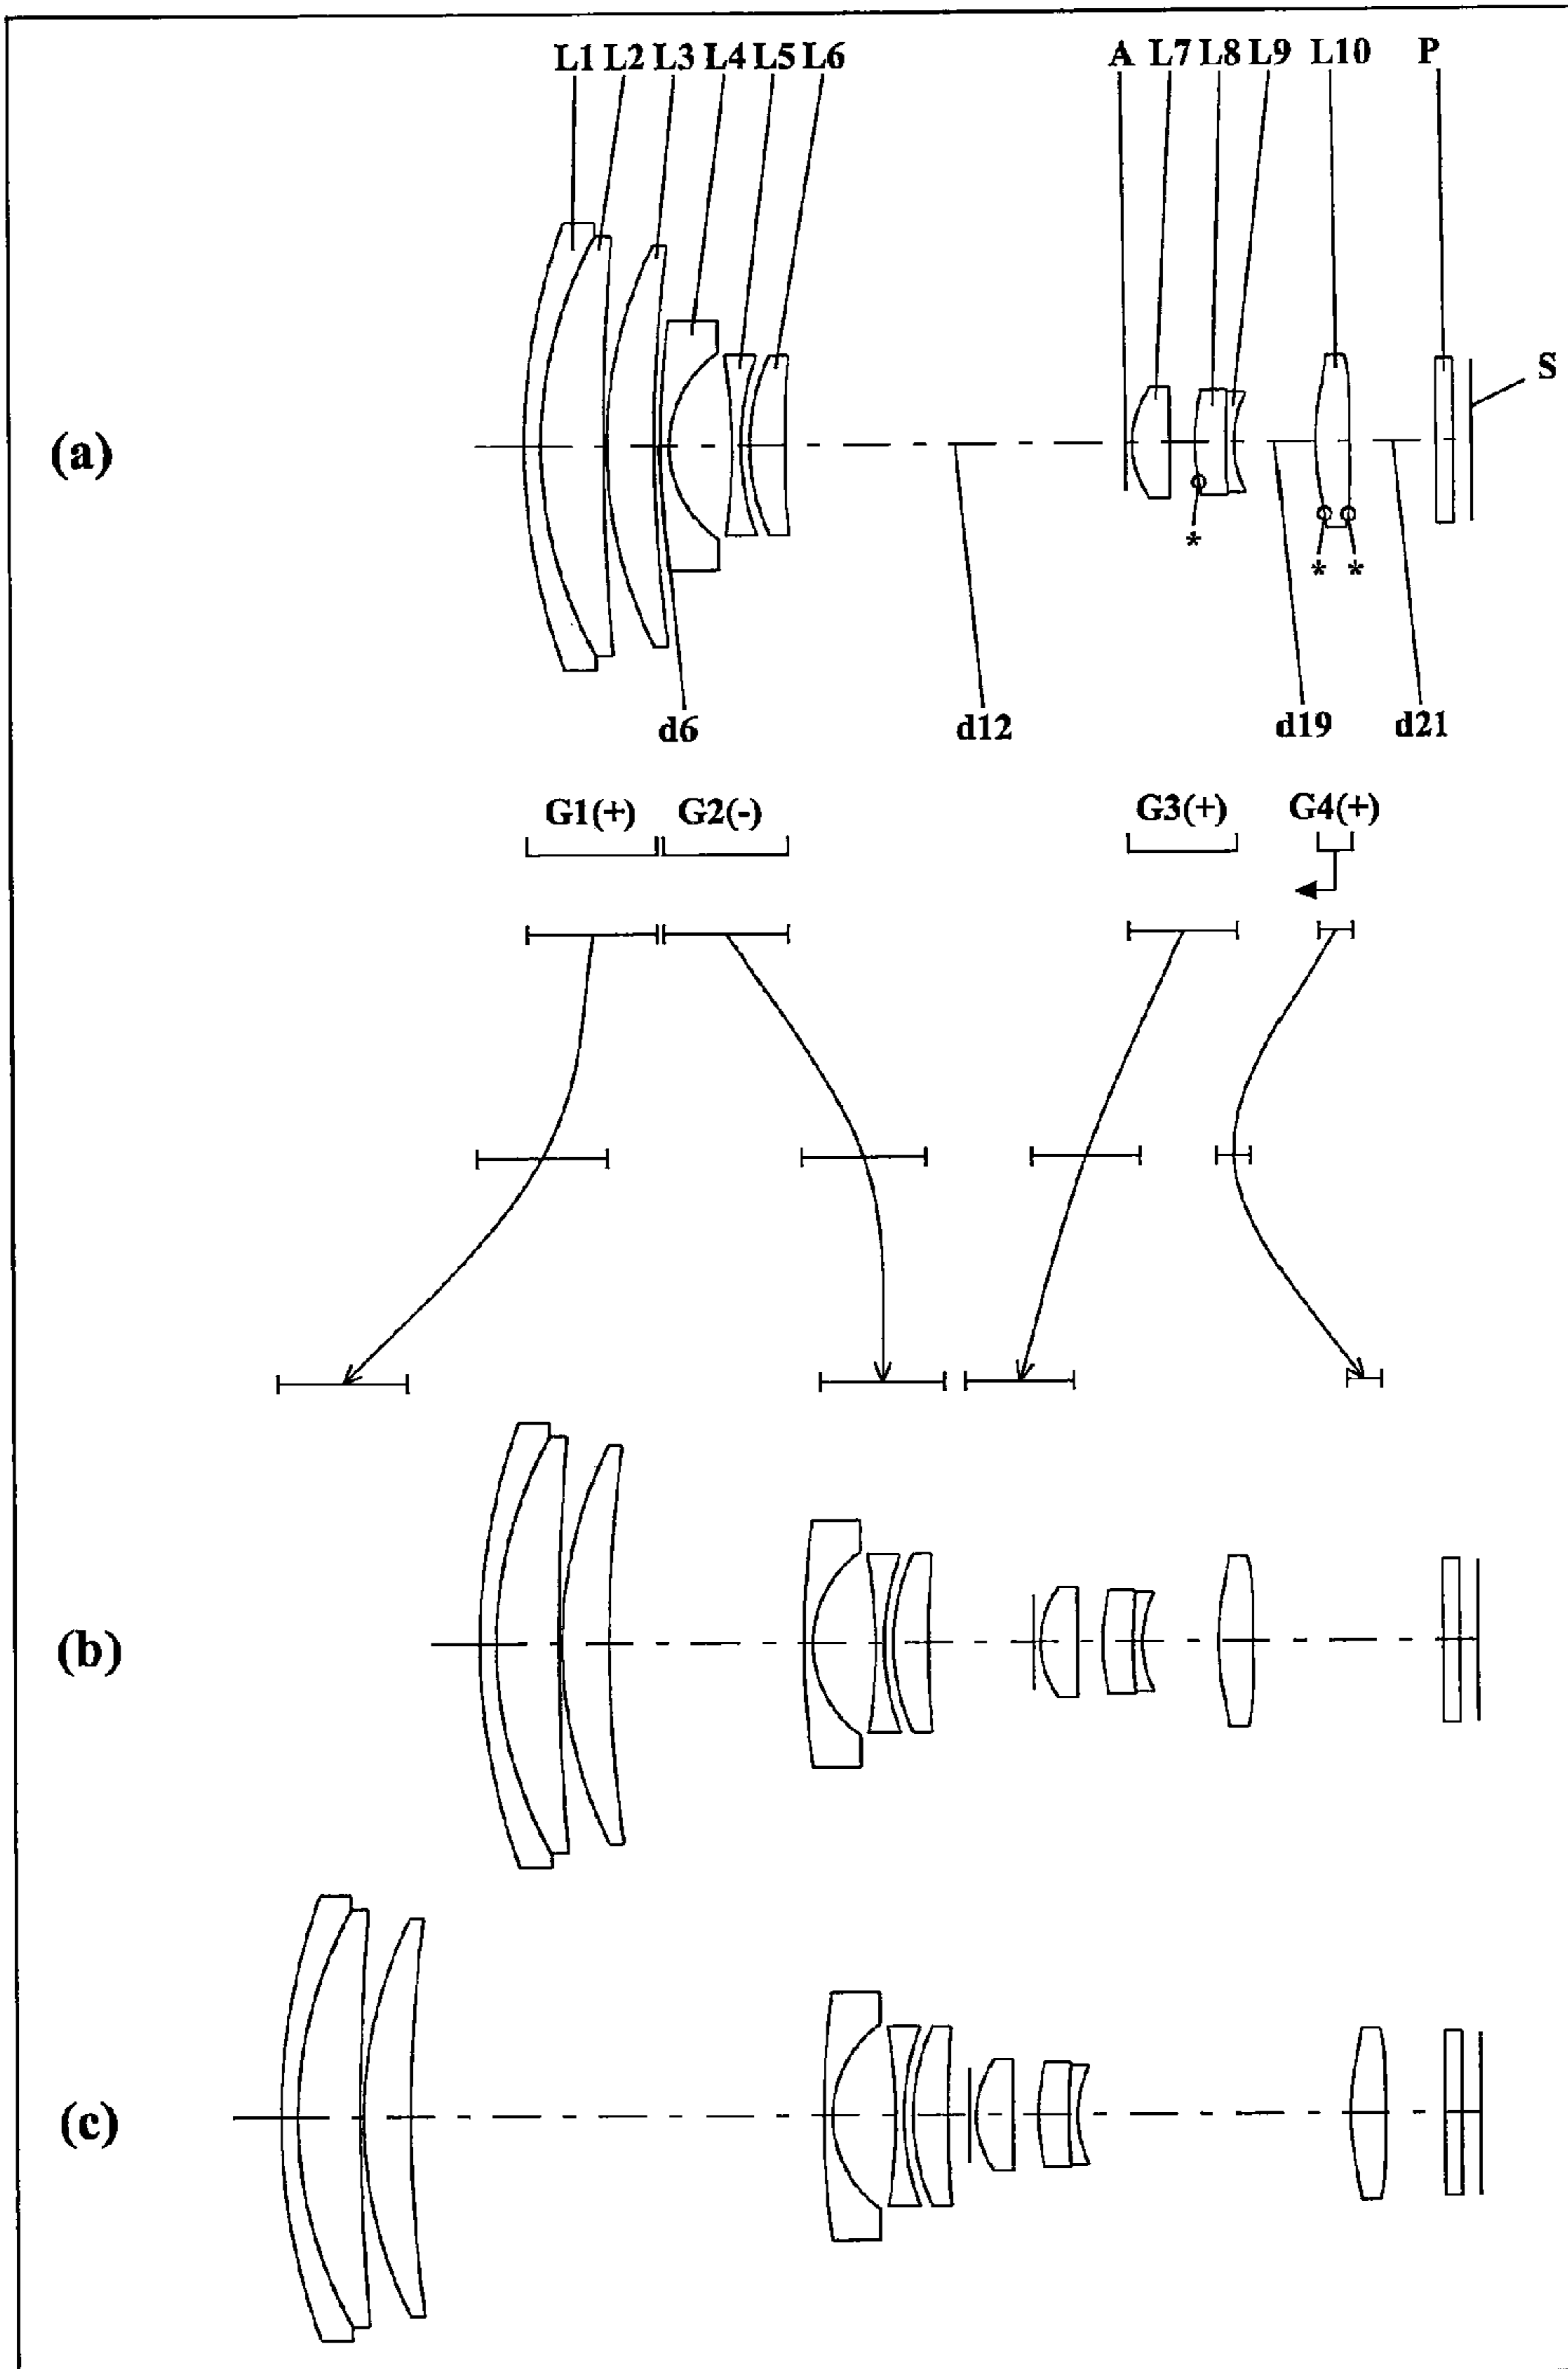 L1 L2 L3 L4 L5 L6 A L7 L8 L9 L10 P
S
(a)
*
* *
d6 d12 d19 d21
G1(+) G2(-) G3(+) G4(+)
(b)
(c)